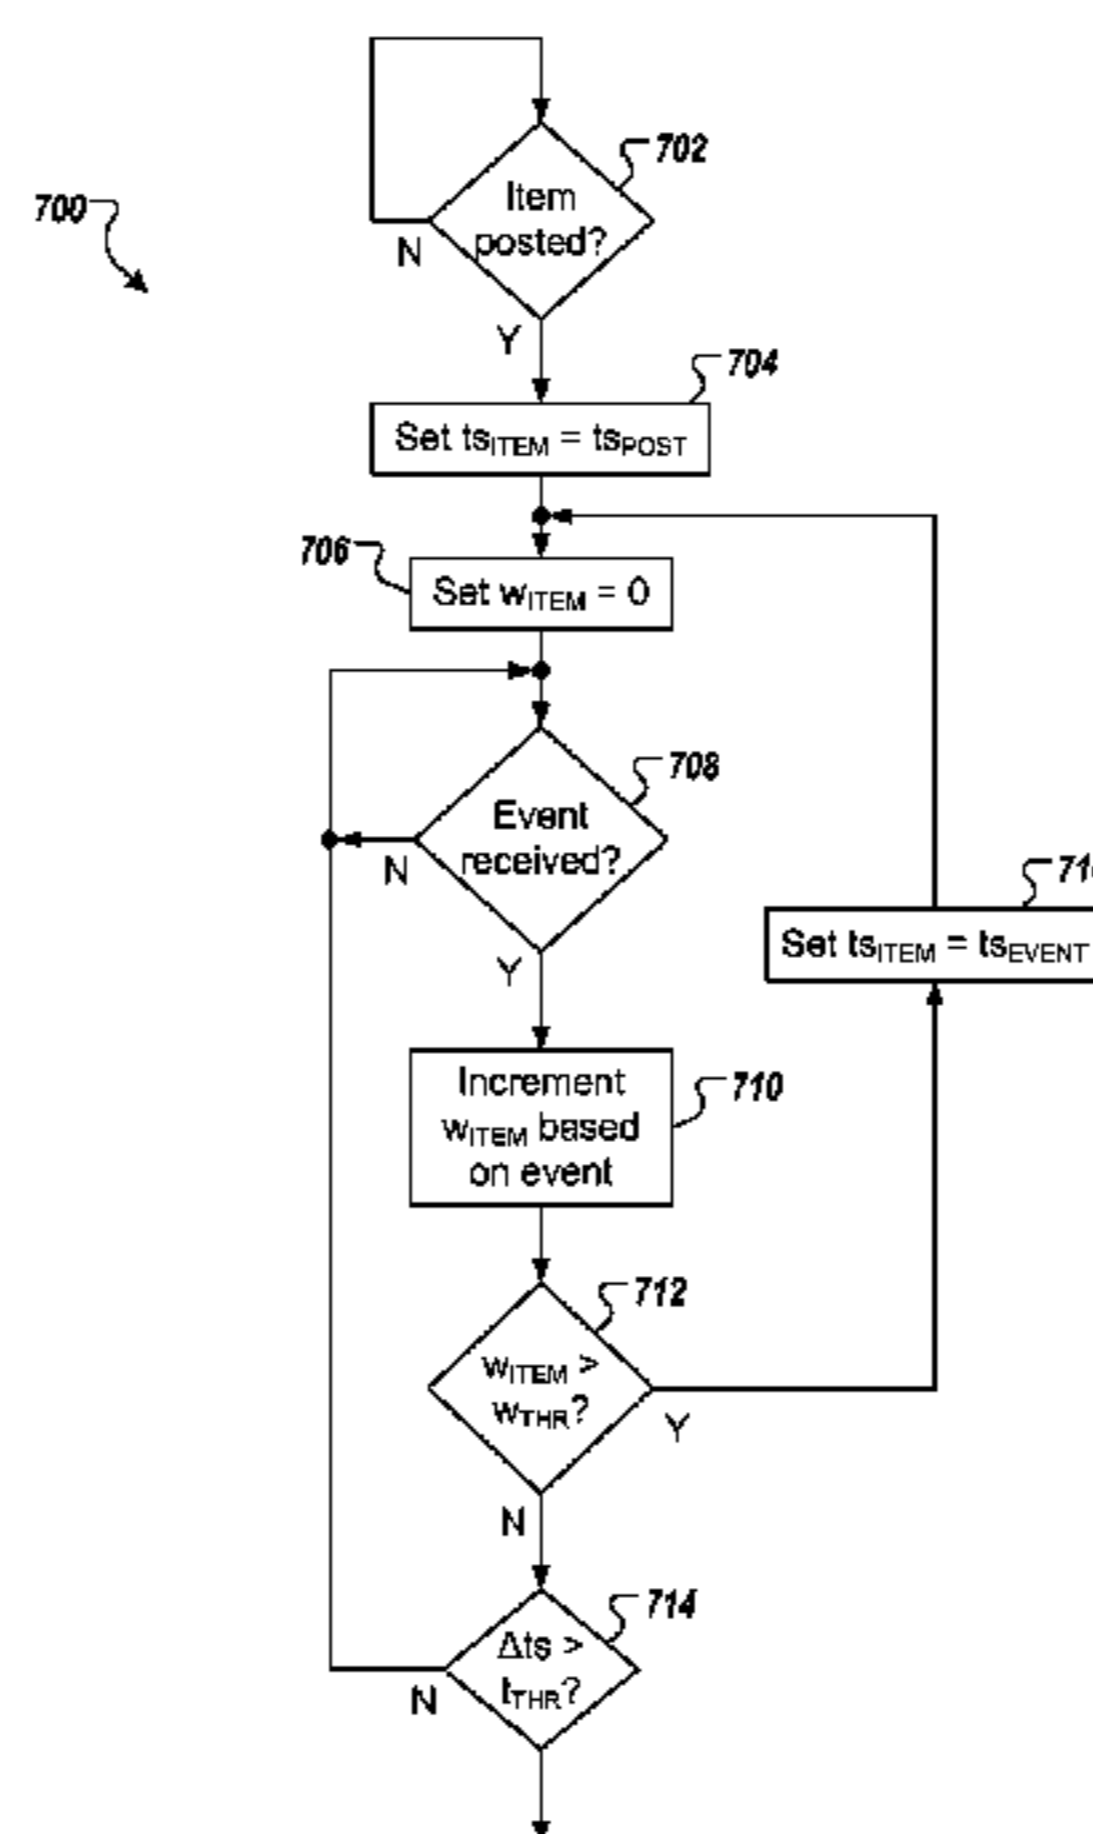 700
702
Item
posted?
N
Y
704
Set tsITEM = tsPOST
706
Set wITEM = 0
708
Event
received?
N
Y
Set tsITEM = tsEVENT
710
Increment
wITEM based
on event
712
wITEM >
wTHR?
Y
N
714
Δts >
tTHR?
N